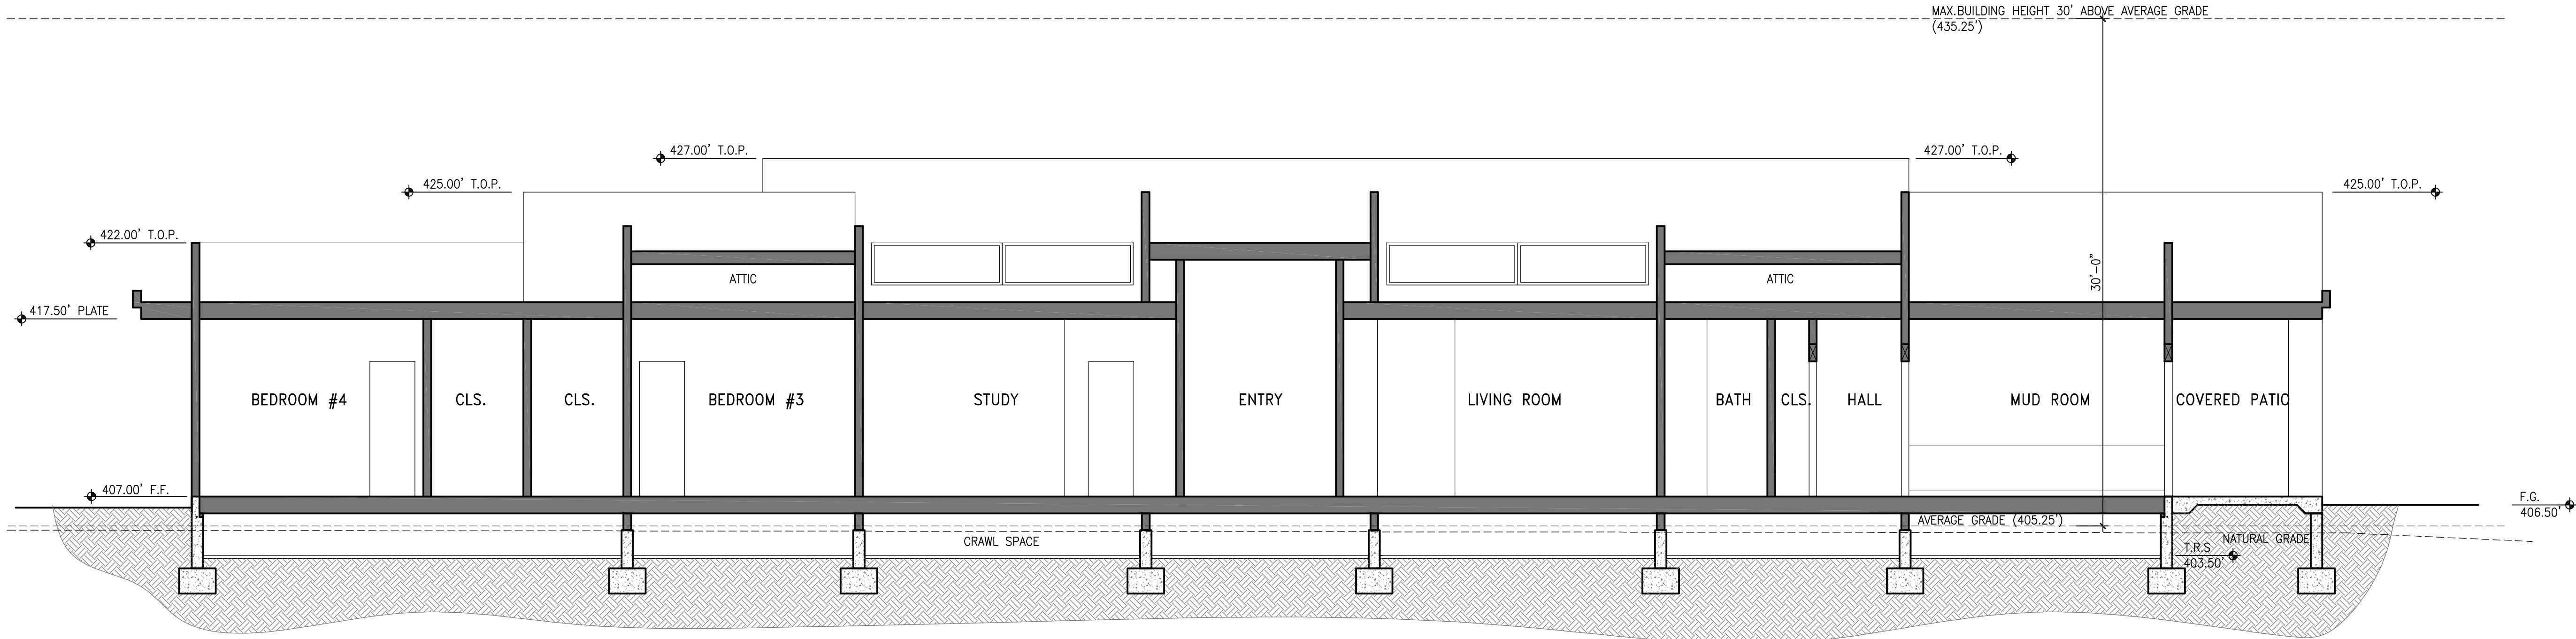 MAX.BUILDING HEIGHT 30' ABOVE AVERAGE GRADE
(435.25')
427.00' T.O.P.
427.00' T.O.P.
425.00' T.O.P.
425.00' T.O.P.
422.00' T.O.P.
30'-0"
ATTIC
ATTIC
417.50' PLATE
BEDROOM #4
CLS.
CLS.
BEDROOM #3
STUDY
ENTRY
LIVING ROOM
BATH
CLS.
HALL
MUD ROOM
COVERED PATIO
407.00' F.F.
F.G.
406.50'
AVERAGE GRADE (405.25')
CRAWL SPACE
NATURAL GRADE
T.R.S
403.50'